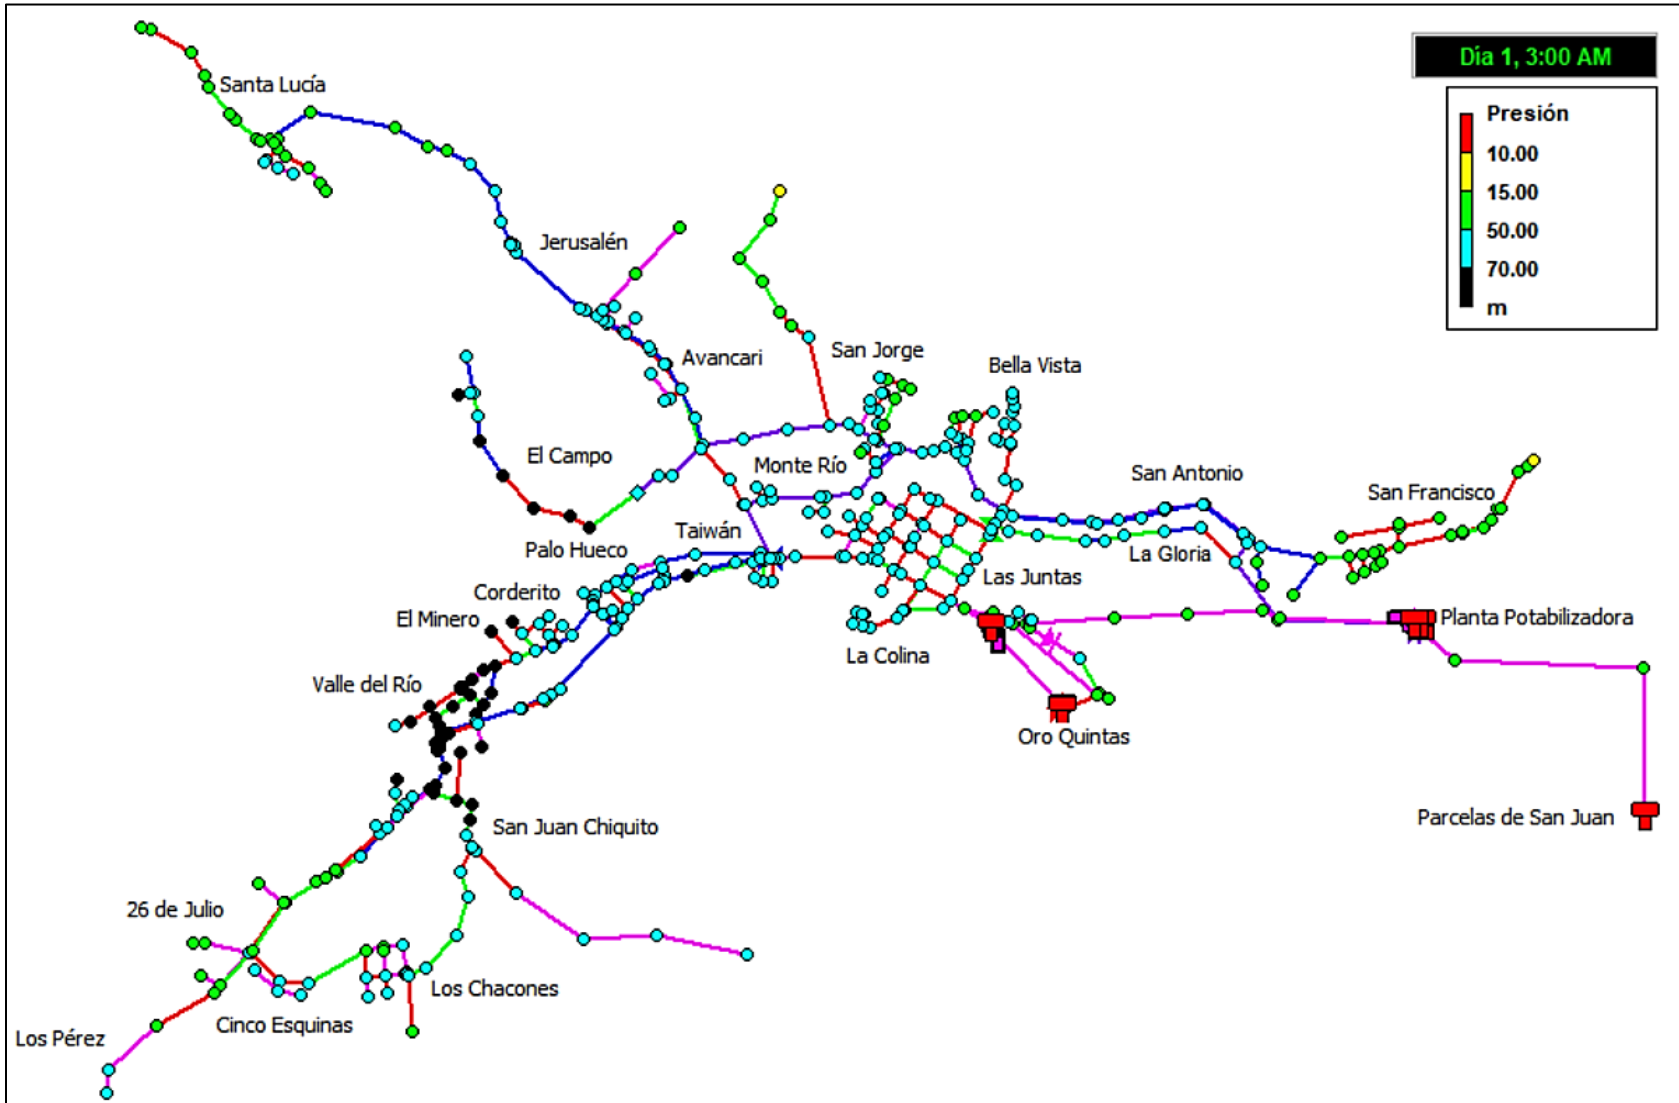 Día 1, 3:00 AM
Presión
10.00
15.00
50.00
70.00
m
Santa Lucía
Jerusalén
Avancari
San Jorge
Bella Vista
El Campo
Monte Río
San Antonio
San Francisco
Taiwán
Palo Hueco
La Gloria
Las Juntas
Corderito
El Minero
Planta Potabilizadora
La Colina
Valle del Río
Oro Quintas
Parcelas de San Juan
San Juan Chiquito
26 de Julio
Los Chacones
Cinco Esquinas
Los Pérez